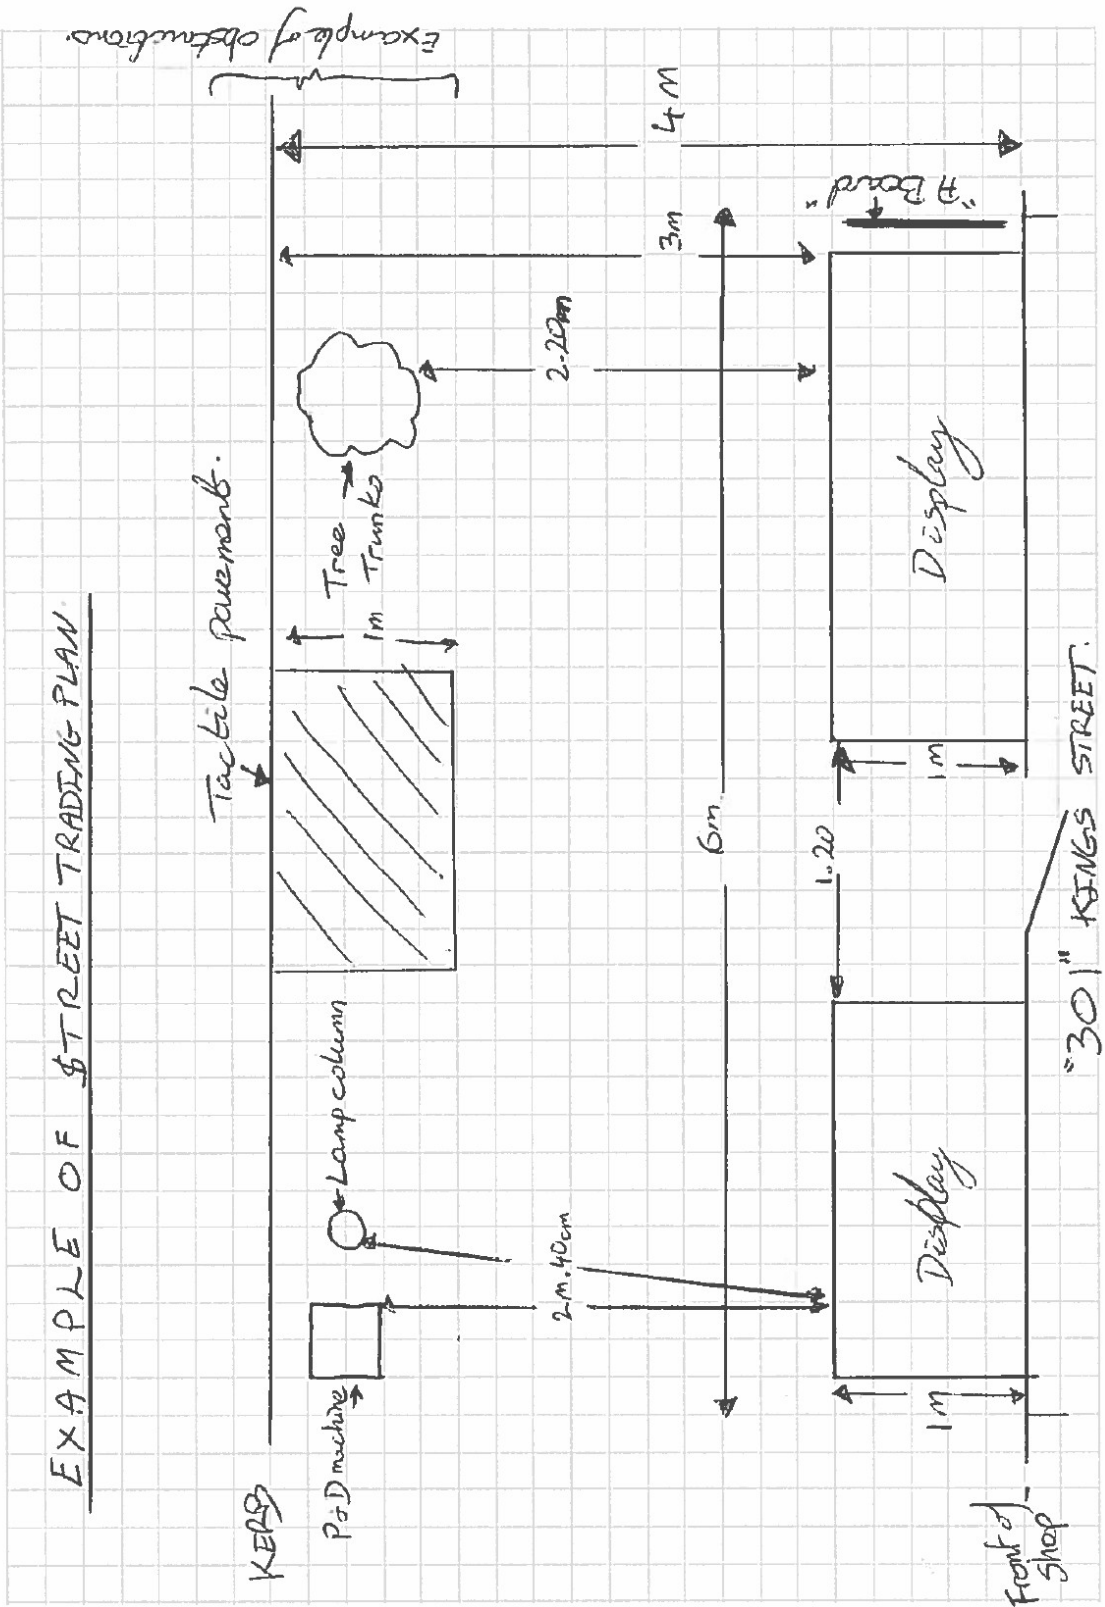 EXAMPLE OF STREET TRADING PLAN
Example of obstructions.
Tactile pavements.
KERB
P&D machine
Lamp column
Tree
Trunks
1m
2m.40cm
2.20m
3m
4m
6m
1.20
"A Board"
Display
Display
1m
1m
Front of
Shop
"301" KINGS STREET.